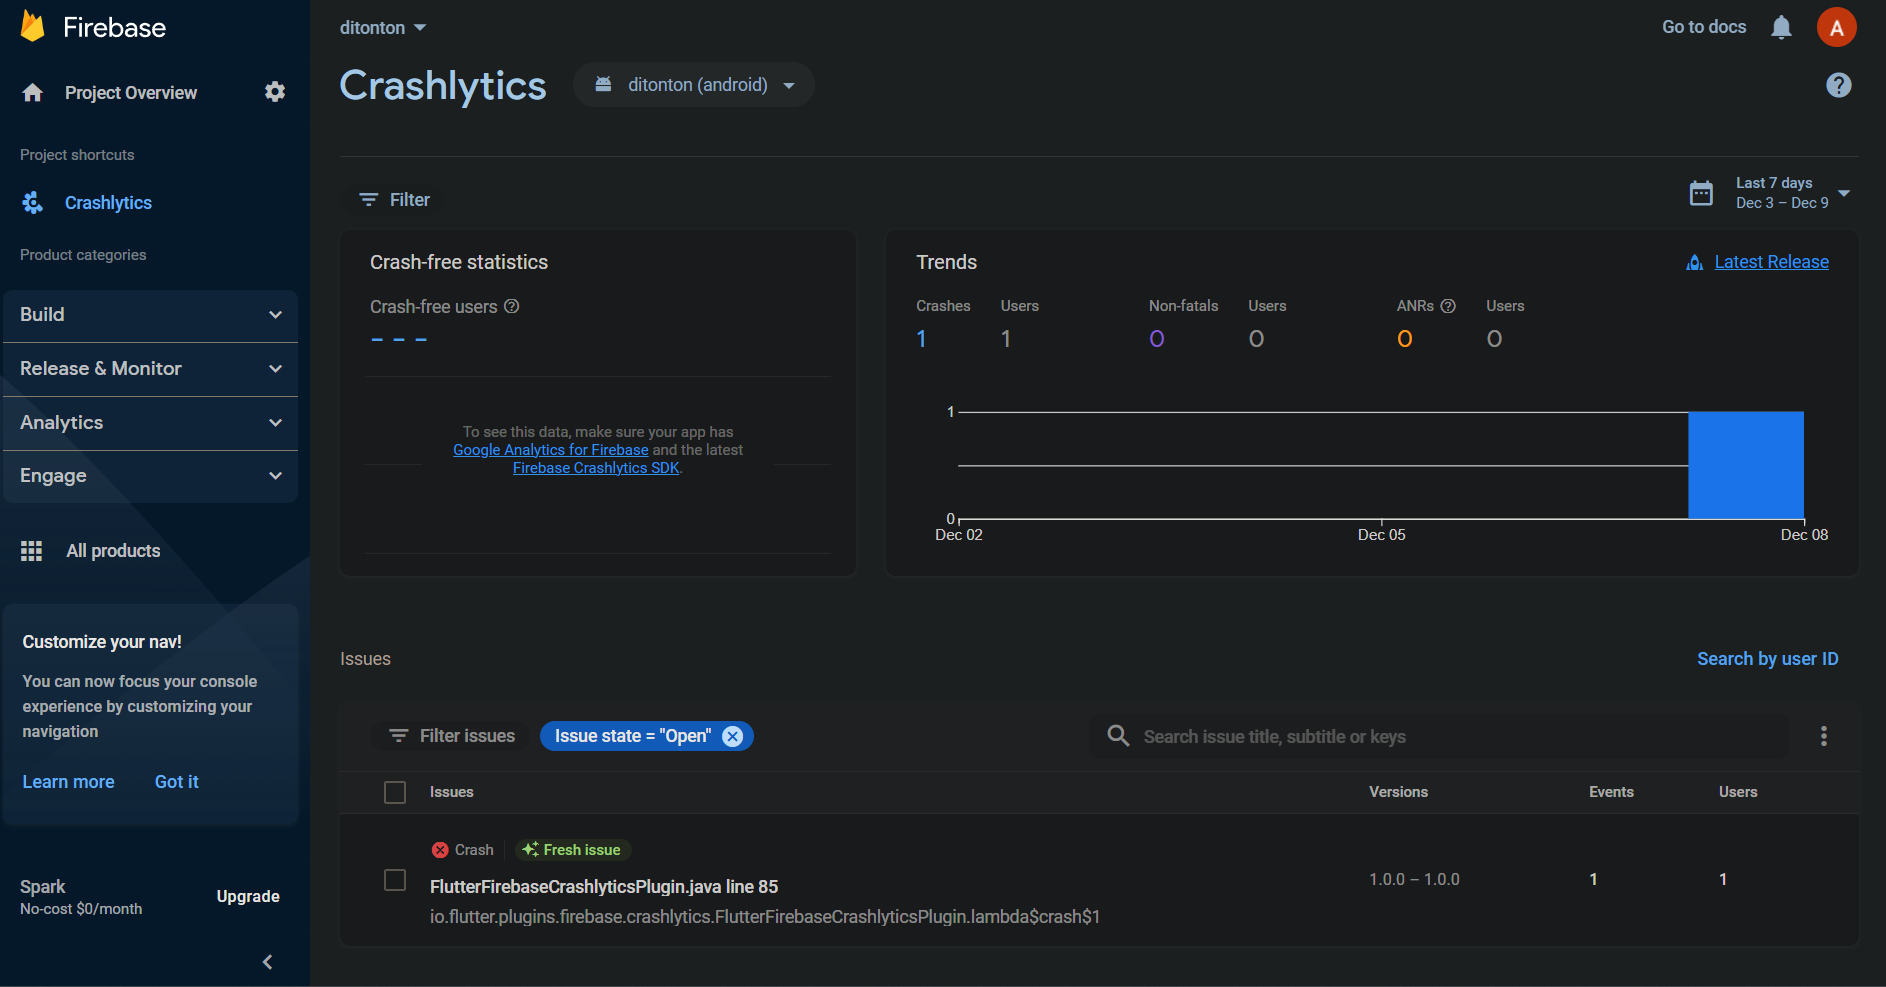 Firebase
Project Overview
Project shortcuts
Crashlytics
Product categories
Build
Release & Monitor
Analytics
Engage
All products
Customize your nav!
You can now focus your console
experience by customizing your
navigation
Learn more Got it
Spark
No-cost $0/month
Upgrade
ditonton
Go to docs
A
Crashlytics
ditonton (android)
Filter
Last 7 days
Dec 3 – Dec 9
Crash-free statistics
Crash-free users
To see this data, make sure your app has
Google Analytics for Firebase and the latest
Firebase Crashlytics SDK.
Trends
Latest Release
Crashes Users Non-fatals Users ANRs Users
1 1 0 0 0 0
1
0
Dec 02 Dec 05 Dec 08
Issues
Search by user ID
Filter issues
Issue state = "Open"
Search issue title, subtitle or keys
Issues Versions Events Users
Crash Fresh issue
FlutterFirebaseCrashlyticsPlugin.java line 85
io.flutter.plugins.firebase.crashlytics.FlutterFirebaseCrashlyticsPlugin.lambda$crash$1
1.0.0 – 1.0.0 1 1